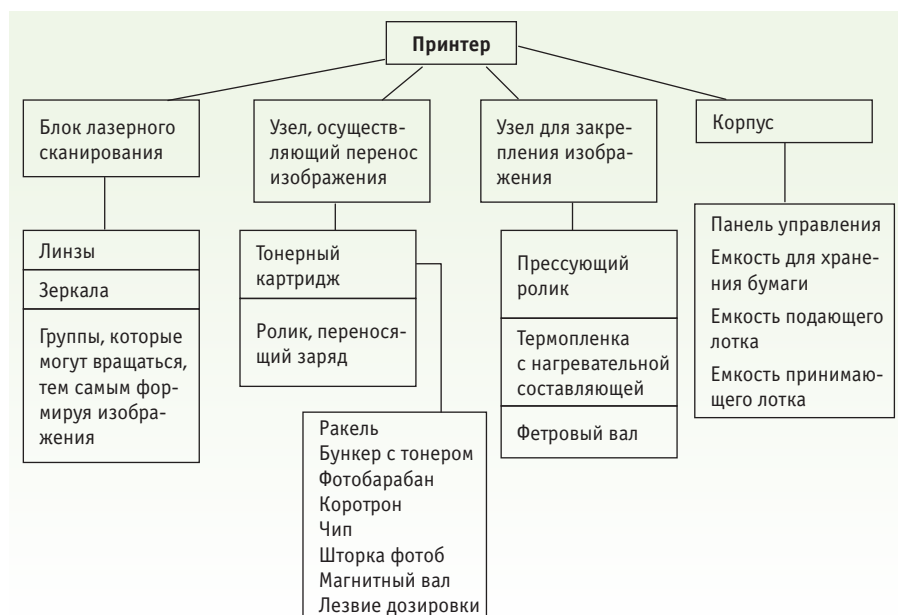 Принтер
Блок лазерного
сканирования
Узел, осуществ-
ляющий перенос
изображения
Узел для закре-
пления изобра-
жения
Корпус
Линзы
Зеркала
Группы, которые
могут вращаться,
тем самым фор-
мируя изобра-
жения
Тонерный
картридж
Ролик, перенося-
щий заряд
Ракель
Бункер с тонером
Фотобарабан
Коротрон
Чип
Шторка фотоб
Магнитный вал
Лезвие дозировки
Прессующий
ролик
Термопленка
с нагревательной
составляющей
Фетровый вал
Панель управления
Емкость для хране-
ния бумаги
Емкость подающего
лотка
Емкость принимаю-
щего лотка